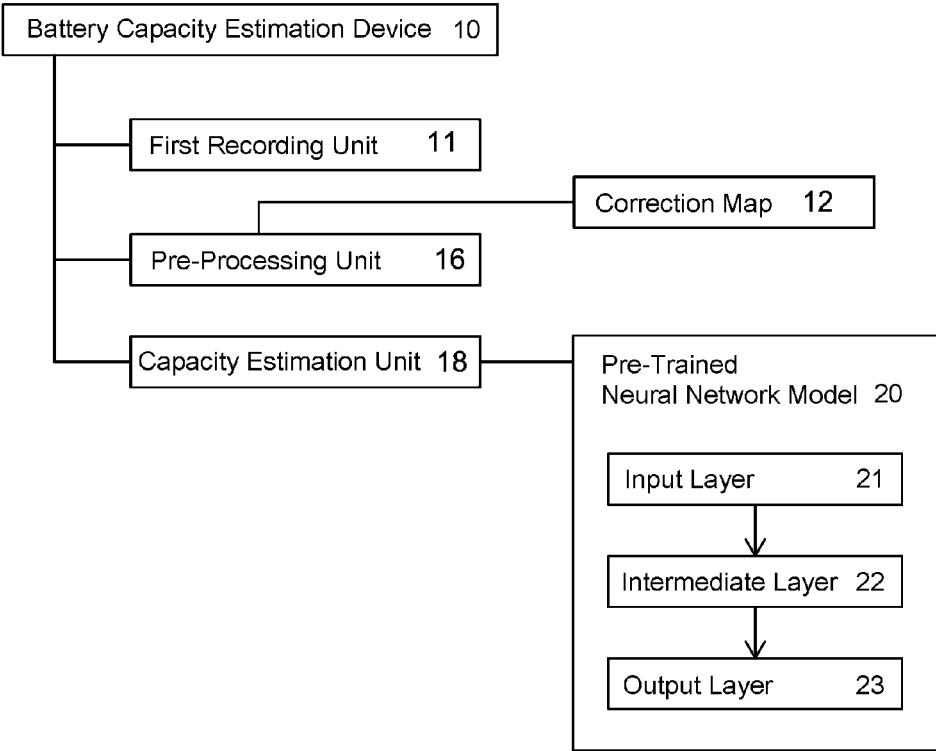 Battery Capacity Estimation Device 10
First Recording Unit 11
Correction Map 12
Pre-Processing Unit 16
Capacity Estimation Unit 18
Pre-Trained
Neural Network Model 20
Input Layer 21
Intermediate Layer 22
Output Layer 23